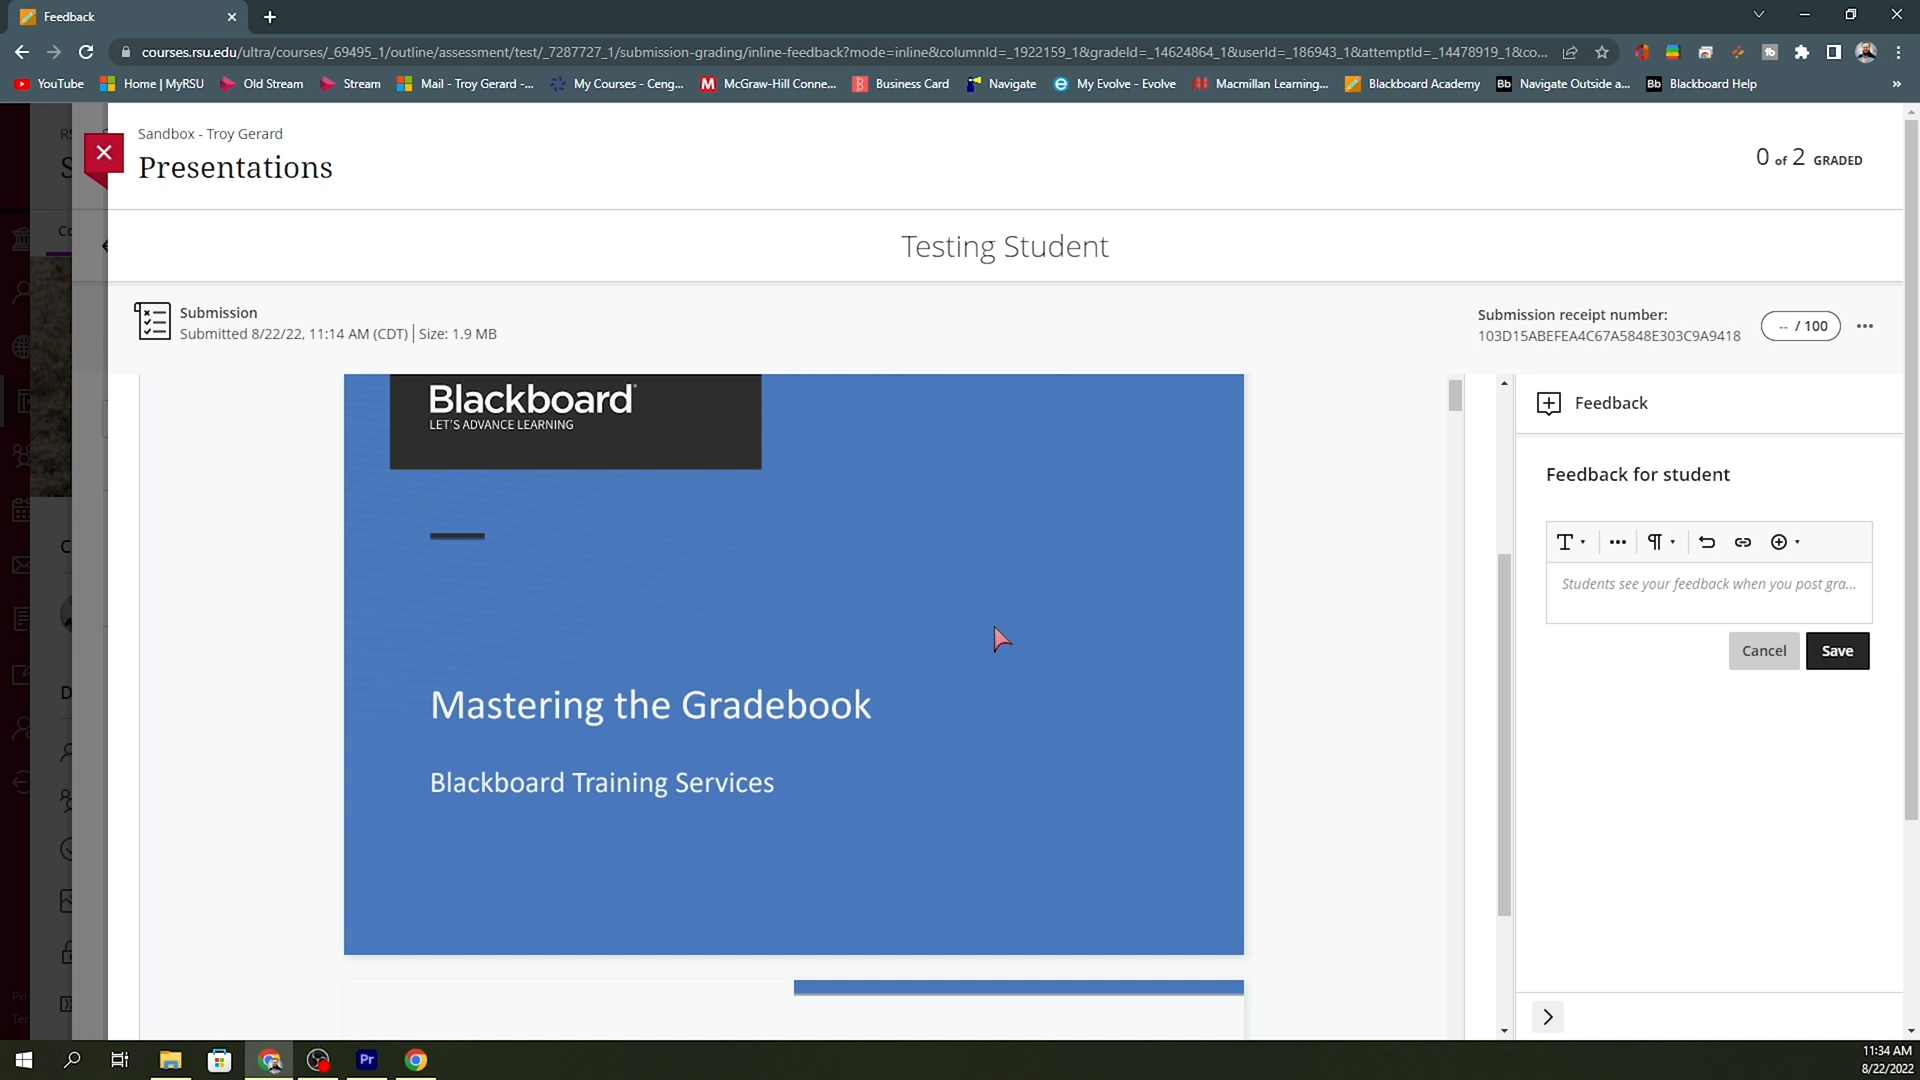 Feedback
courses.rsu.edu/ultra/courses/_69495_1/outline/assessment/test/_7287727_1/submission-grading/inline-feedback?mode=inline&columnId=_1922159_1&gradeId=_14624864_1&userId=_186943_1&attemptId=_14478919_1&co...
YouTube Home | MyRSU Old Stream Stream Mail - Troy Gerard -... My Courses - Ceng... McGraw-Hill Conne... Business Card Navigate My Evolve - Evolve Macmillan Learning... Blackboard Academy Bb Navigate Outside a... Bb Blackboard Help »
Sandbox - Troy Gerard
Presentations
0 of 2 GRADED
Testing Student
Submission
Submitted 8/22/22, 11:14 AM (CDT) | Size: 1.9 MB
Submission receipt number:
103D15ABEFEA4C67A5848E303C9A9418
-- / 100
Blackboard
LET'S ADVANCE LEARNING
Mastering the Gradebook
Blackboard Training Services
Feedback
Feedback for student
Students see your feedback when you post gra...
Cancel Save
Pr
11:34 AM
8/22/2022